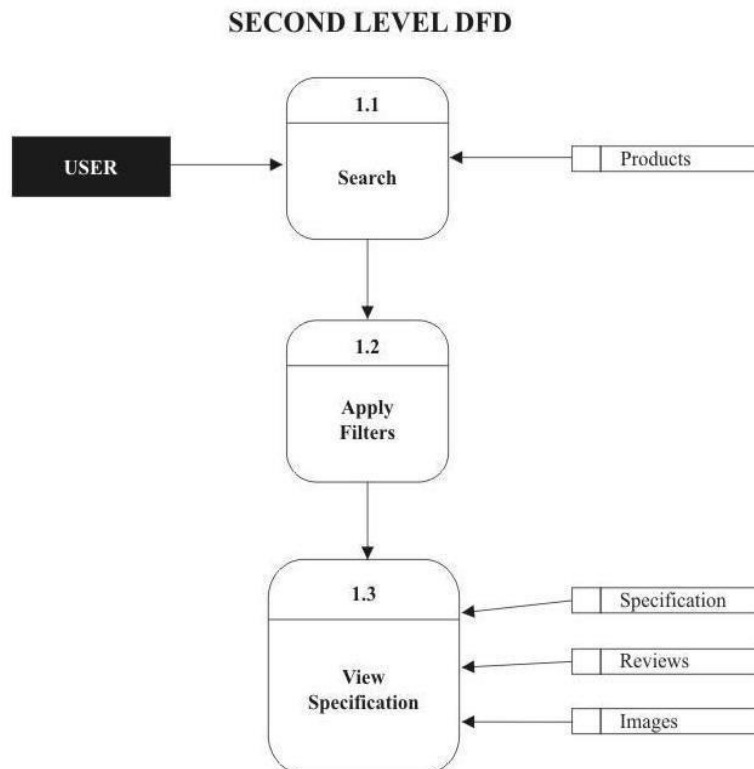 SECOND LEVEL DFD
1.1
USER
Search
Products
1.2
Apply
Filters
1.3
View
Specification
Specification
Reviews
Images